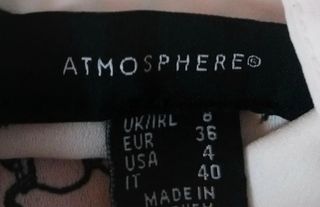 ATMOSPHERE®
UK/IRL 8
EUR 36
USA 4
IT 40
MADE IN